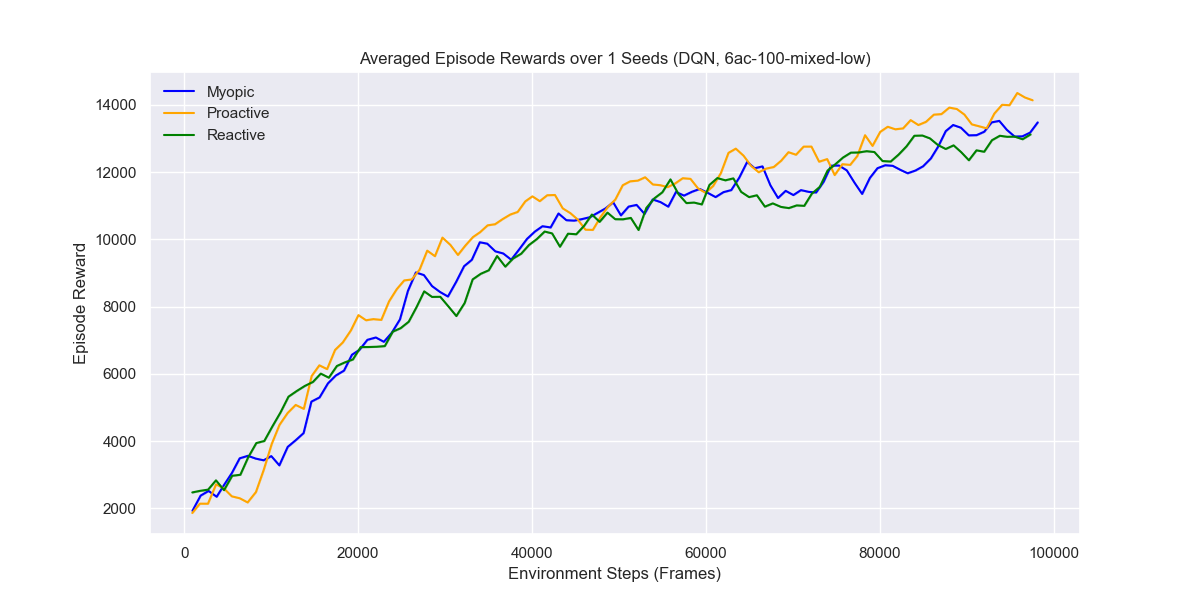 Averaged Episode Rewards over 1 Seeds (DQN, 6ac-100-mixed-low)
Myopic
Proactive
Reactive
14000
12000
10000
8000
6000
4000
2000
Episode Reward
0 20000 40000 60000 80000 100000
Environment Steps (Frames)